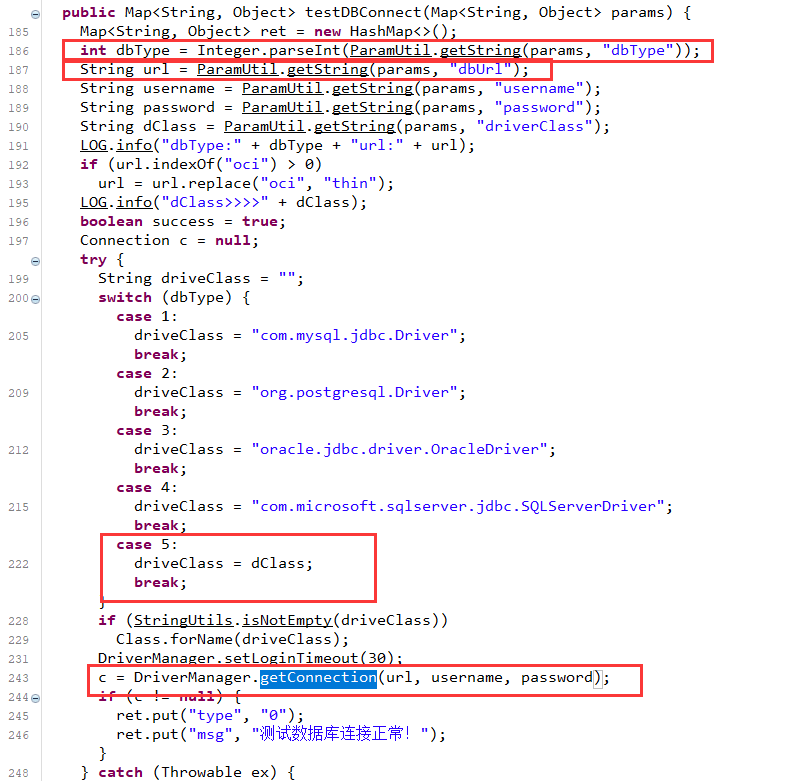 public Map<String, Object> testDBConnect(Map<String, Object> params) {
185 Map<String, Object> ret = new HashMap<>();
186 int dbType = Integer.parseInt(ParamUtil.getString(params, "dbType"));
187 String url = ParamUtil.getString(params, "dbUrl");
188 String username = ParamUtil.getString(params, "username");
189 String password = ParamUtil.getString(params, "password");
190 String dClass = ParamUtil.getString(params, "driverClass");
191 LOG.info("dbType:" + dbType + "url:" + url);
192 if (url.indexOf("oci") > 0)
193 url = url.replace("oci", "thin");
195 LOG.info("dClass>>>>" + dClass);
196 boolean success = true;
197 Connection c = null;
try {
199 String driveClass = "";
200 switch (dbType) {
case 1:
205 driveClass = "com.mysql.jdbc.Driver";
break;
case 2:
209 driveClass = "org.postgresql.Driver";
break;
case 3:
212 driveClass = "oracle.jdbc.driver.OracleDriver";
break;
case 4:
215 driveClass = "com.microsoft.sqlserver.jdbc.SQLServerDriver";
break;
case 5:
222 driveClass = dClass;
break;
}
228 if (StringUtils.isNotEmpty(driveClass))
229 Class.forName(driveClass);
231 DriverManager.setLoginTimeout(30);
243 c = DriverManager.getConnection(url, username, password);
244 if (c != null) {
245 ret.put("type", "0");
246 ret.put("msg", "测试数据库连接正常！");
}
248 } catch (Throwable ex) {